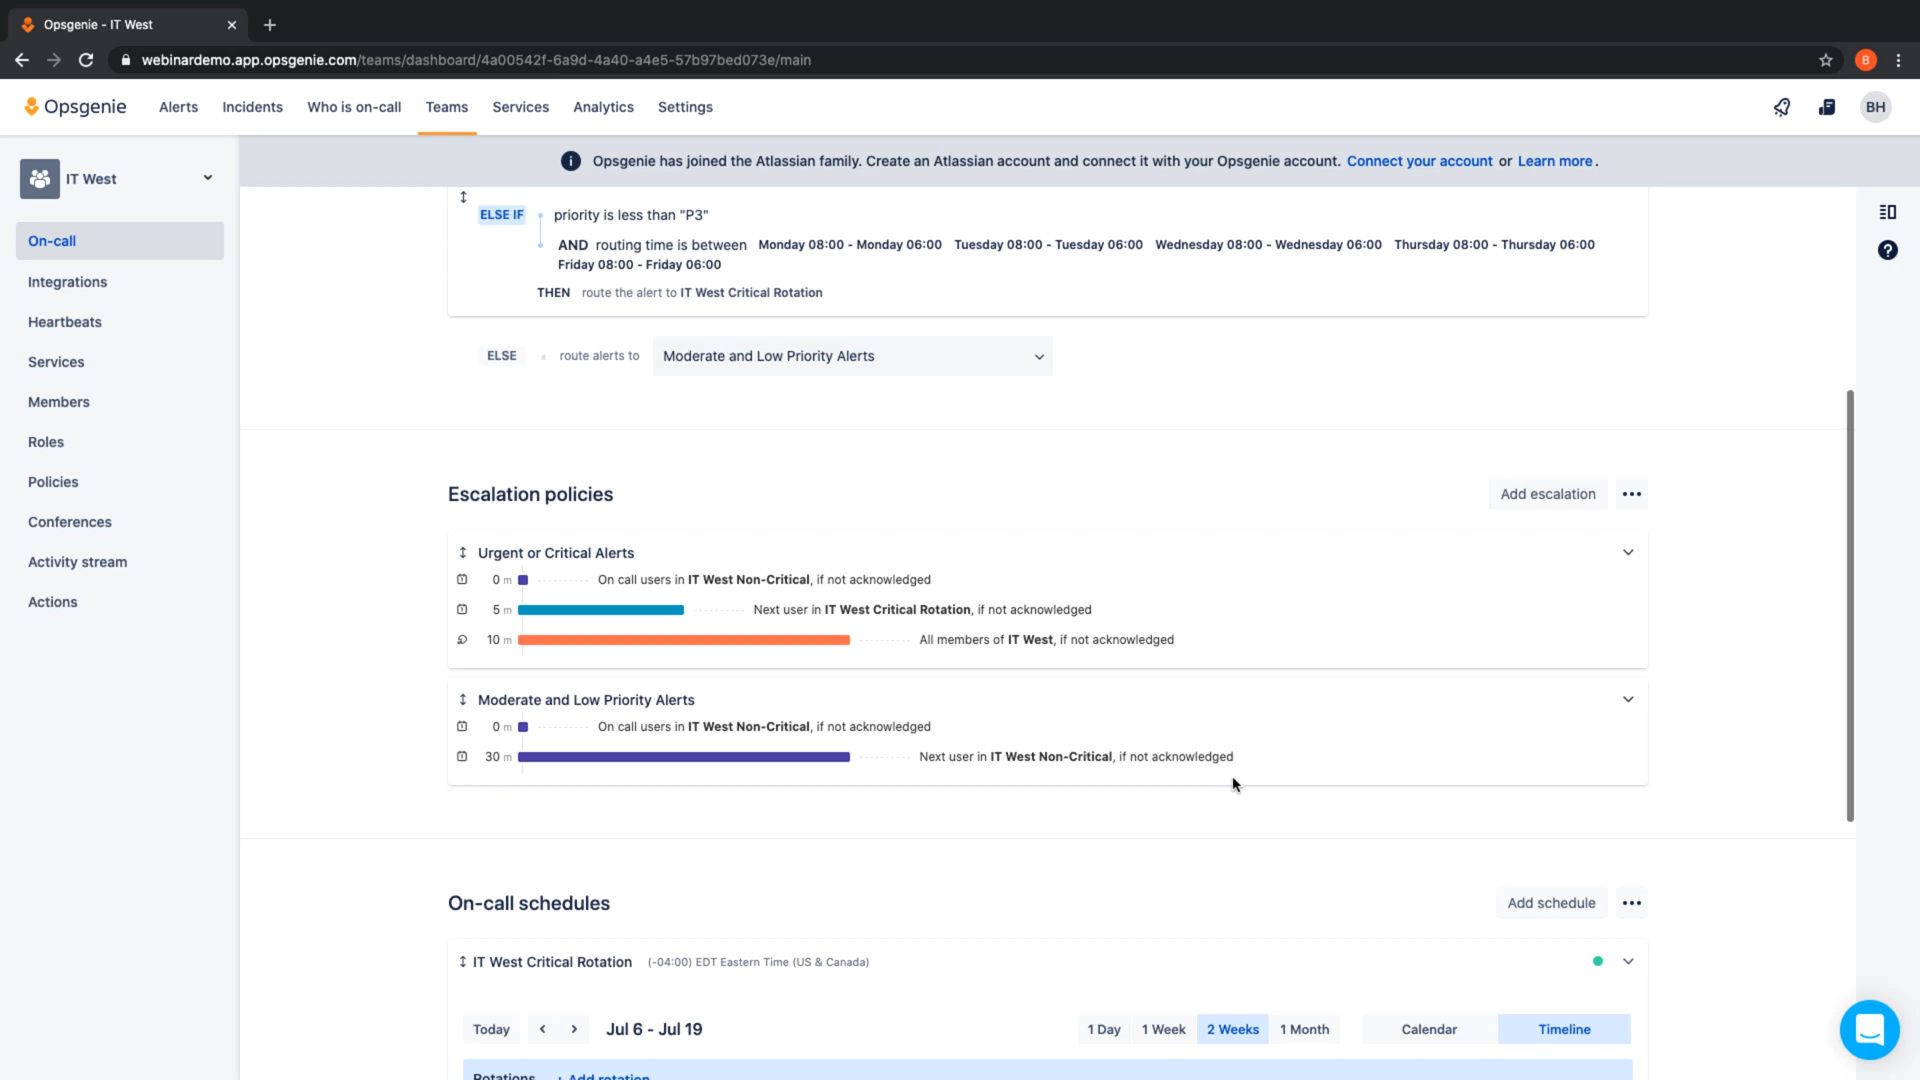 Opsgenie - IT West
webinardemo.app.opsgenie.com/teams/dashboard/4a00542f-6a9d-4a40-a4e5-57b97bed073e/main
B
Opsgenie
Alerts
Incidents
Who is on-call
Teams
Services
Analytics
Settings
BH
Opsgenie has joined the Atlassian family. Create an Atlassian account and connect it with your Opsgenie account. Connect your account or Learn more.
IT West
On-call
Integrations
Heartbeats
Services
Members
Roles
Policies
Conferences
Activity stream
Actions
ELSE IF priority is less than "P3"
AND routing time is between Monday 08:00 - Monday 06:00 Tuesday 08:00 - Tuesday 06:00 Wednesday 08:00 - Wednesday 06:00 Thursday 08:00 - Thursday 06:00
Friday 08:00 - Friday 06:00
THEN route the alert to IT West Critical Rotation
ELSE route alerts to Moderate and Low Priority Alerts
Escalation policies
Add escalation
Urgent or Critical Alerts
0 m On call users in IT West Non-Critical, if not acknowledged
5 m Next user in IT West Critical Rotation, if not acknowledged
10 m All members of IT West, if not acknowledged
Moderate and Low Priority Alerts
0 m On call users in IT West Non-Critical, if not acknowledged
30 m Next user in IT West Non-Critical, if not acknowledged
On-call schedules
Add schedule
IT West Critical Rotation (-04:00) EDT Eastern Time (US & Canada)
Today
Jul 6 - Jul 19
1 Day
1 Week
2 Weeks
1 Month
Calendar
Timeline
Rotations + Add rotation